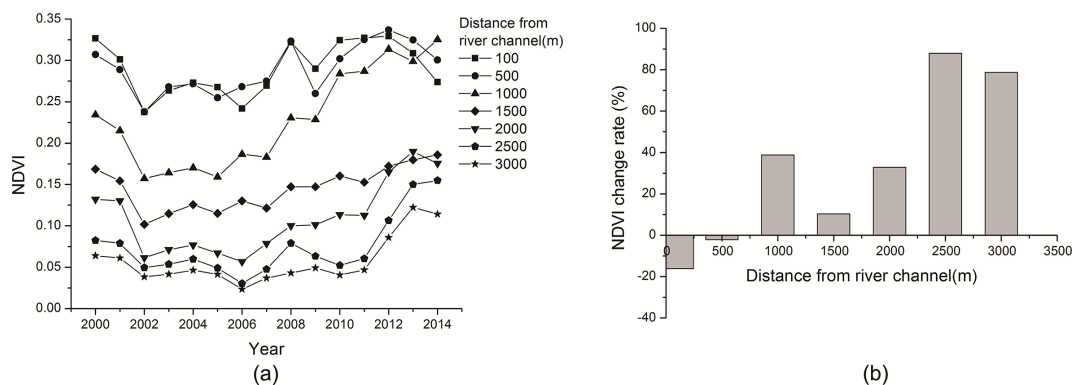 0.35
0.30
0.25
0.20
0.15
0.10
0.05
0.00
NDVI
2000 2002 2004 2006 2008 2010 2012 2014
Year
Distance from
river channel(m)
100
500
1000
1500
2000
2500
3000
(a)
100
80
60
40
20
0
-20
-40
NDVI change rate (%)
0 500 1000 1500 2000 2500 3000 3500
Distance from river channel(m)
(b)